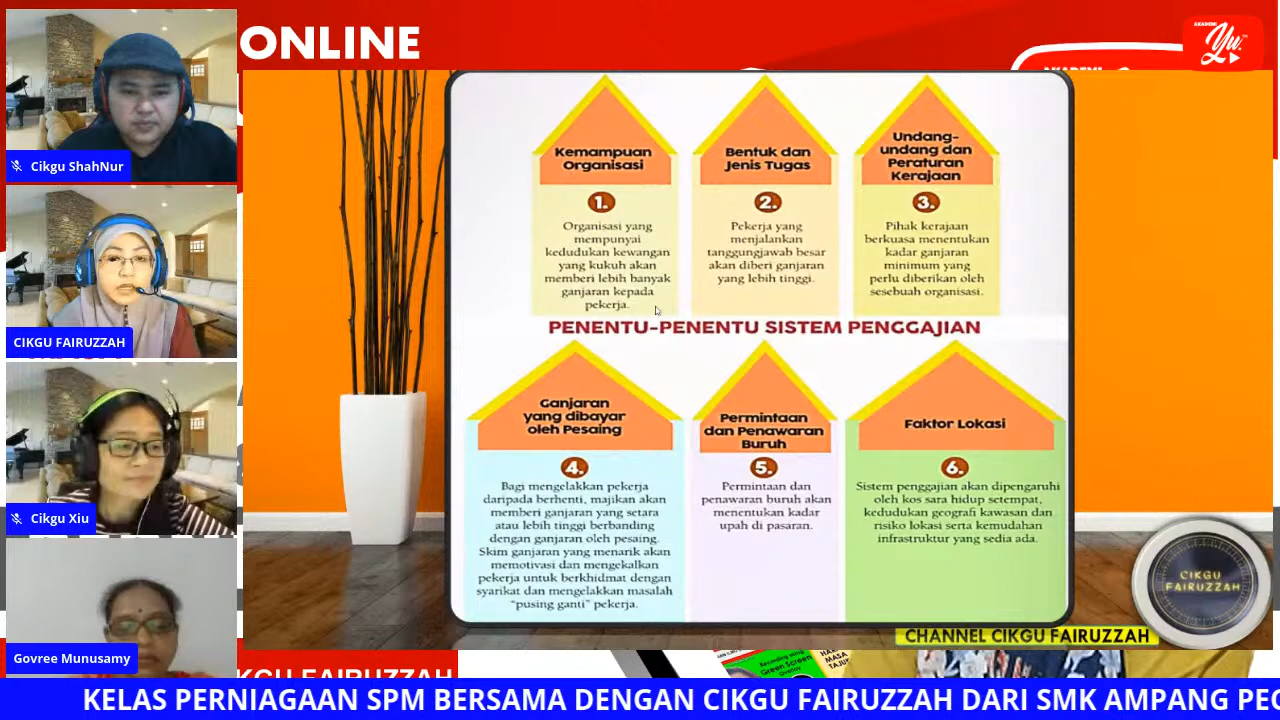 ONLINE
AKADEMI
Yu.
AKADEMI
Cikgu ShahNur
CIKGU FAIRUZZAH
Cikgu Xiu
Govree Munusamy
Kemampuan
Organisasi
1.
Organisasi yang
mempunyai
kedudukan kewangan
yang kukuh akan
memberi lebih banyak
ganjaran kepada
pekerja.
Bentuk dan
Jenis Tugas
2.
Pekerja yang
menjalankan
tanggungjawab besar
akan diberi ganjaran
yang lebih tinggi.
Undang-
undang dan
Peraturan
Kerajaan
3.
Pihak kerajaan
berkuasa menentukan
kadar ganjaran
minimum yang
perlu diberikan oleh
sesebuah organisasi.
PENENTU-PENENTU SISTEM PENGGAJIAN
Ganjaran
yang dibayar
oleh Pesaing
4.
Bagi mengelakkan pekerja
daripada berhenti, majikan akan
memberi ganjaran yang setara
atau lebih tinggi berbanding
dengan ganjaran oleh pesaing.
Skim ganjaran yang menarik akan
memotivasi dan mengekalkan
pekerja untuk berkhidmat dengan
syarikat dan mengelakkan masalah
"pusing ganti" pekerja.
Permintaan
dan Penawaran
Buruh
5.
Permintaan dan
penawaran buruh akan
menentukan kadar
upah di pasaran.
Faktor Lokasi
6.
Sistem penggajian akan dipengaruhi
oleh kos sara hidup setempat,
kedudukan geografi kawasan dan
risiko lokasi serta kemudahan
infrastruktur yang sedia ada.
CIKGU
FAIRUZZAH
CHANNEL CIKGU FAIRUZZAH
Recording using
Green Screen
KELAS PERNIAGAAN SPM BERSAMA DENGAN CIKGU FAIRUZZAH DARI SMK AMPANG PEC